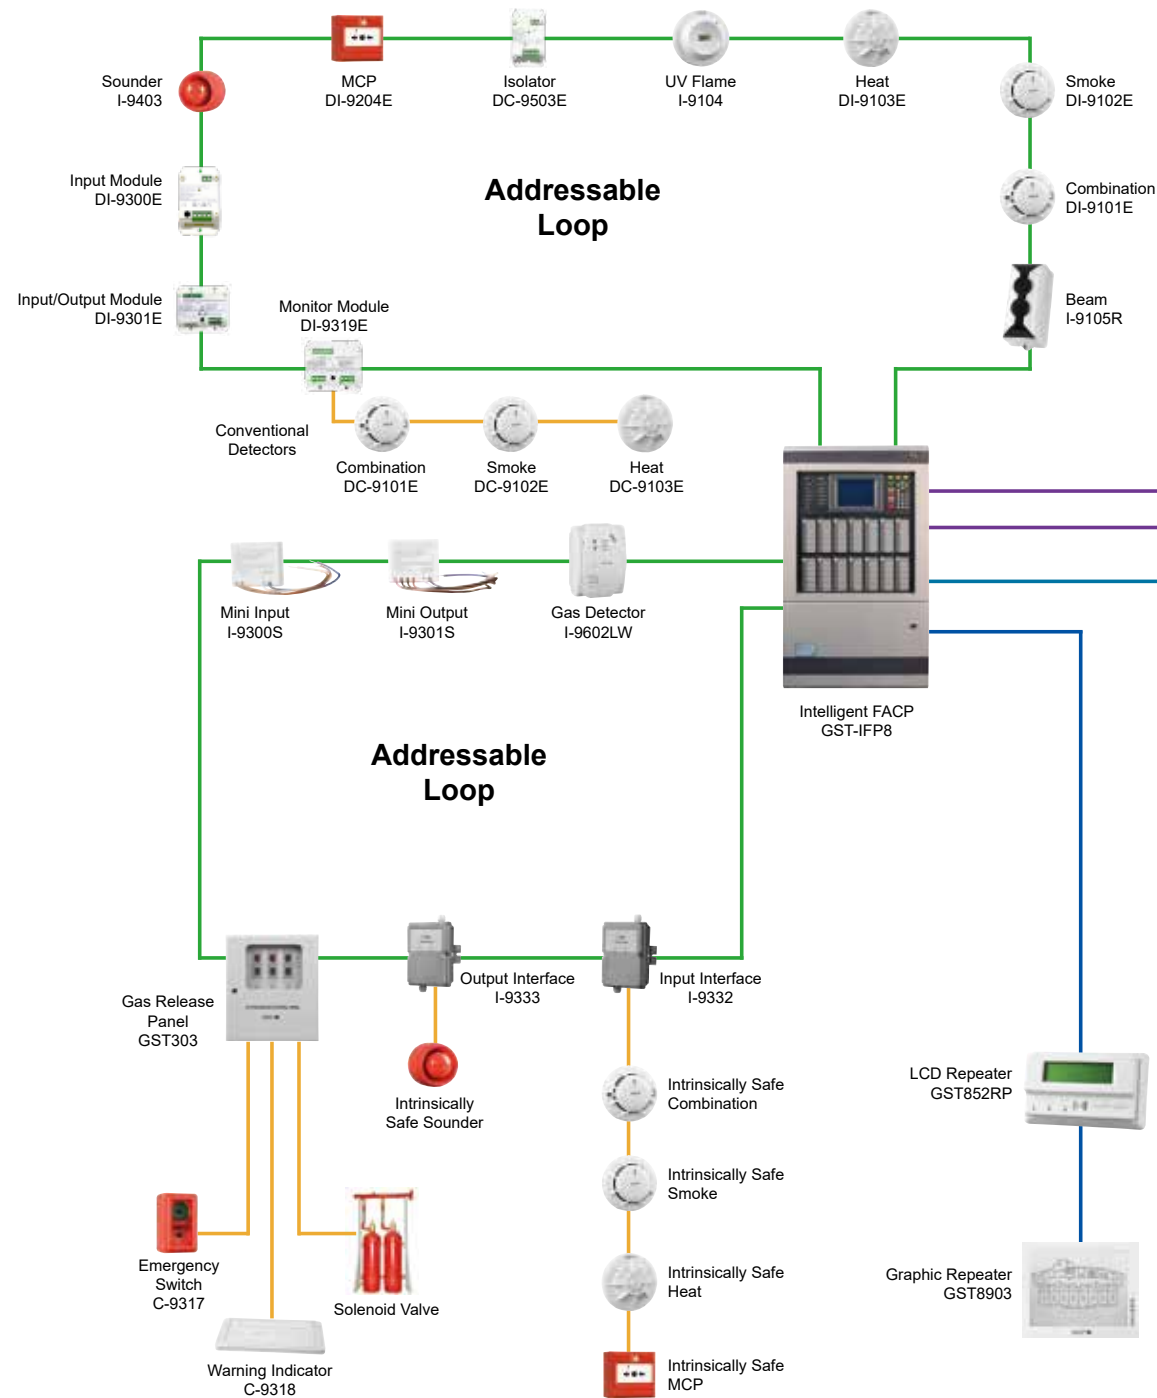 Sounder
I-9403
MCP
DI-9204E
Isolator
DC-9503E
UV Flame
I-9104
Heat
DI-9103E
Smoke
DI-9102E
Input Module
DI-9300E
Addressable
Loop
Combination
DI-9101E
Input/Output Module
DI-9301E
Monitor Module
DI-9319E
Beam
I-9105R
Conventional
Detectors
Combination
DC-9101E
Smoke
DC-9102E
Heat
DC-9103E
Mini Input
I-9300S
Mini Output
I-9301S
Gas Detector
I-9602LW
Intelligent FACP
GST-IFP8
Addressable
Loop
Gas Release
Panel
GST303
Output Interface
I-9333
Input Interface
I-9332
Intrinsically
Safe Sounder
Intrinsically Safe
Combination
LCD Repeater
GST852RP
Intrinsically Safe
Smoke
Emergency
Switch
C-9317
Solenoid Valve
Intrinsically Safe
Heat
Graphic Repeater
GST8903
Warning Indicator
C-9318
Intrinsically Safe
MCP